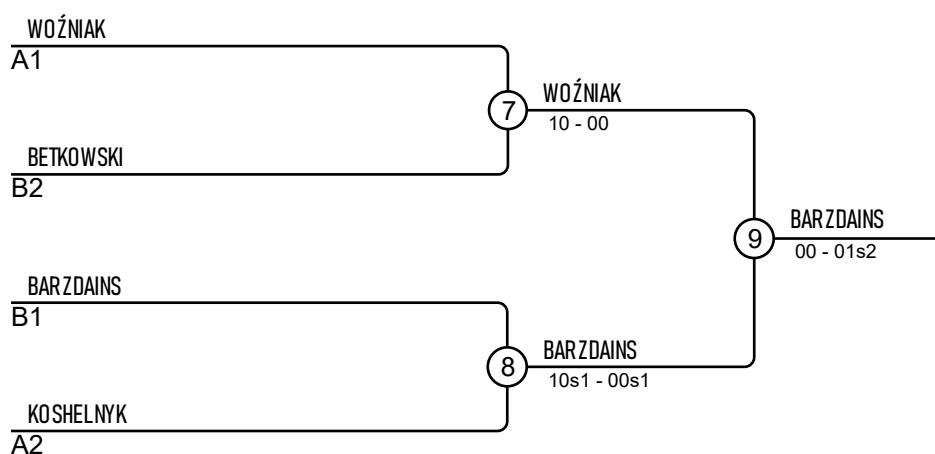 WOŹNIAK
A1
7
WOŹNIAK
10 - 00
BETKOWSKI
B2
9
BARZDAINS
00 - 01s2
BARZDAINS
B1
8
BARZDAINS
10s1 - 00s1
KOSHELNYK
A2